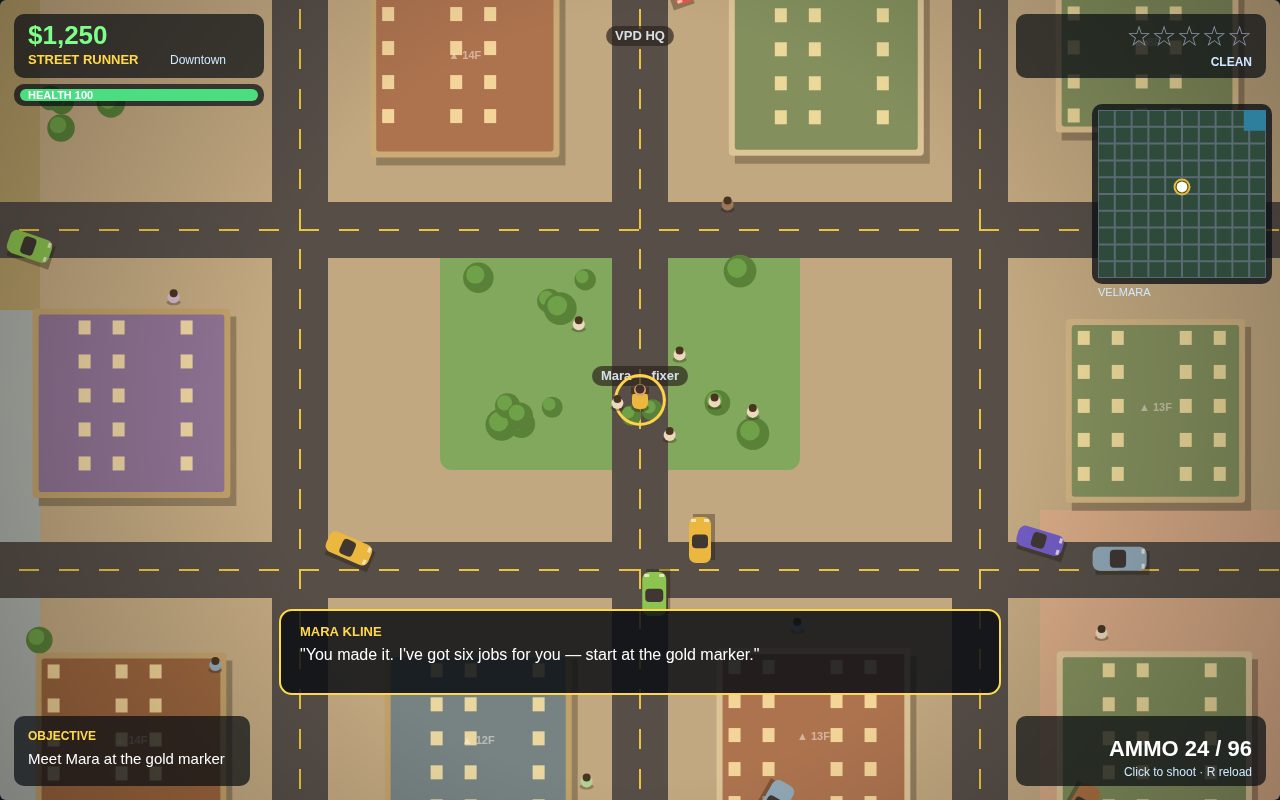 $1,250
STREET RUNNER Downtown
HEALTH 100
VPD HQ
☆☆☆☆☆
CLEAN
▲ 14F
VELMARA
Mara — fixer
▲ 13F
MARA KLINE
"You made it. I've got six jobs for you — start at the gold marker."
OBJECTIVE
Meet Mara at the gold marker
14F
▲ 12F
▲ 13F
AMMO 24 / 96
Click to shoot · R reload